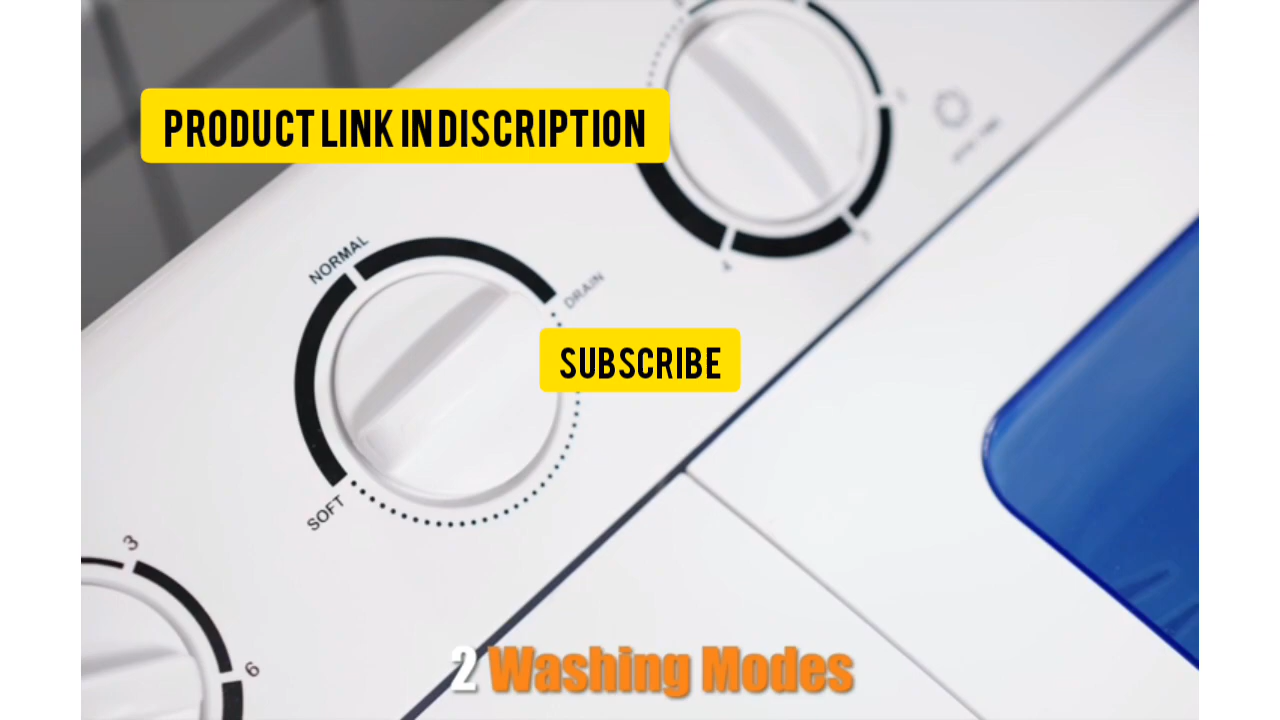 PRODUCT LINK IN DISCRIPTION
NORMAL
DRAIN
SUBSCRIBE
SOFT
3
6
2 Washing Modes